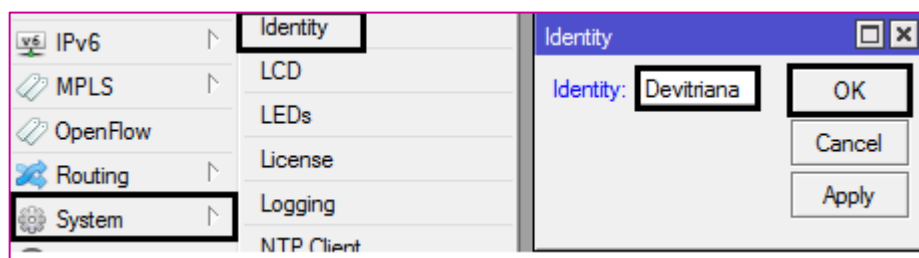 IPv6
MPLS
OpenFlow
Routing
System
Identity
LCD
LEDs
License
Logging
NTP Client
Identity
Identity: Devitriana
OK
Cancel
Apply